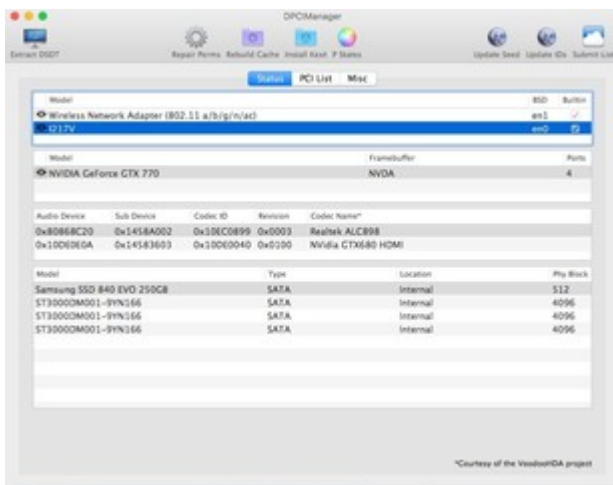 DPCIManager
Extract DSDT Repair Perms Rebuild Cache Install Kext P States Update Seed Update IDs Submit List
Status PCI List Misc
Model BSD Builtin
Wireless Network Adapter (802.11 a/b/g/n/ac) en1
I217V en0
Model Framebuffer Ports
NVIDIA GeForce GTX 770 NVDA 4
Audio Device Sub Device Codec ID Revision Codec Name*
0x80868C20 0x1458A002 0x10EC0899 0x0003 Realtek ALC898
0x10DE0E0A 0x14583603 0x10DE0040 0x0100 NVidia GTX680 HDMI
Model Type Location Phy Block
Samsung SSD 840 EVO 250GB SATA Internal 512
ST3000DM001-9YN166 SATA Internal 4096
ST3000DM001-9YN166 SATA Internal 4096
ST3000DM001-9YN166 SATA Internal 4096
*Courtesy of the VoodooHDA project